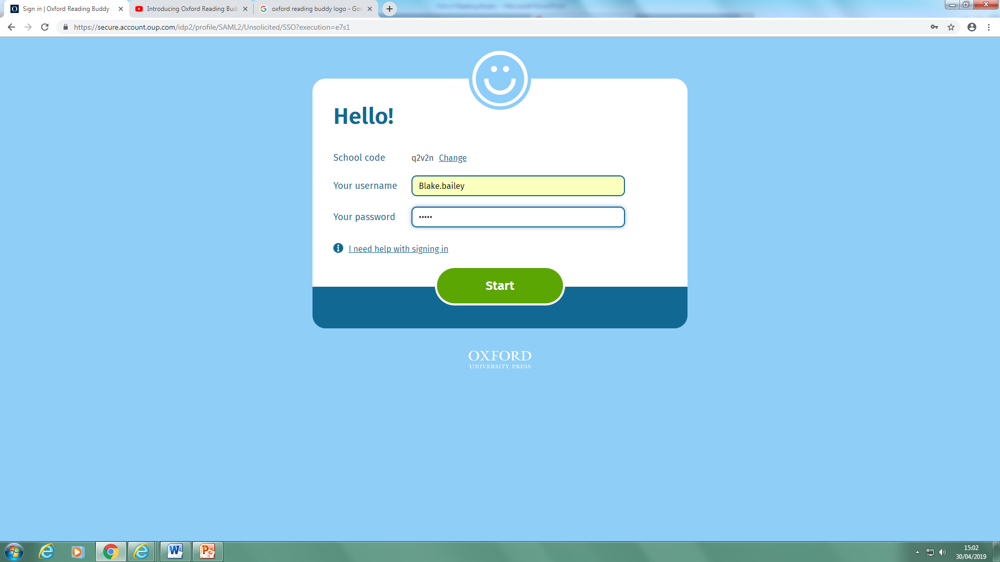 Sign in | Oxford Reading Buddy
Introducing Oxford Reading Bud
oxford reading buddy logo - Goo
https://secure.account.oup.com/idp2/profile/SAML2/Unsolicited/SSO?execution=e7s1
Hello!
School code q2v2n Change
Your username Blake.bailey
Your password •••••
I need help with signing in
Start
OXFORD
UNIVERSITY PRESS
15:02
30/04/2019